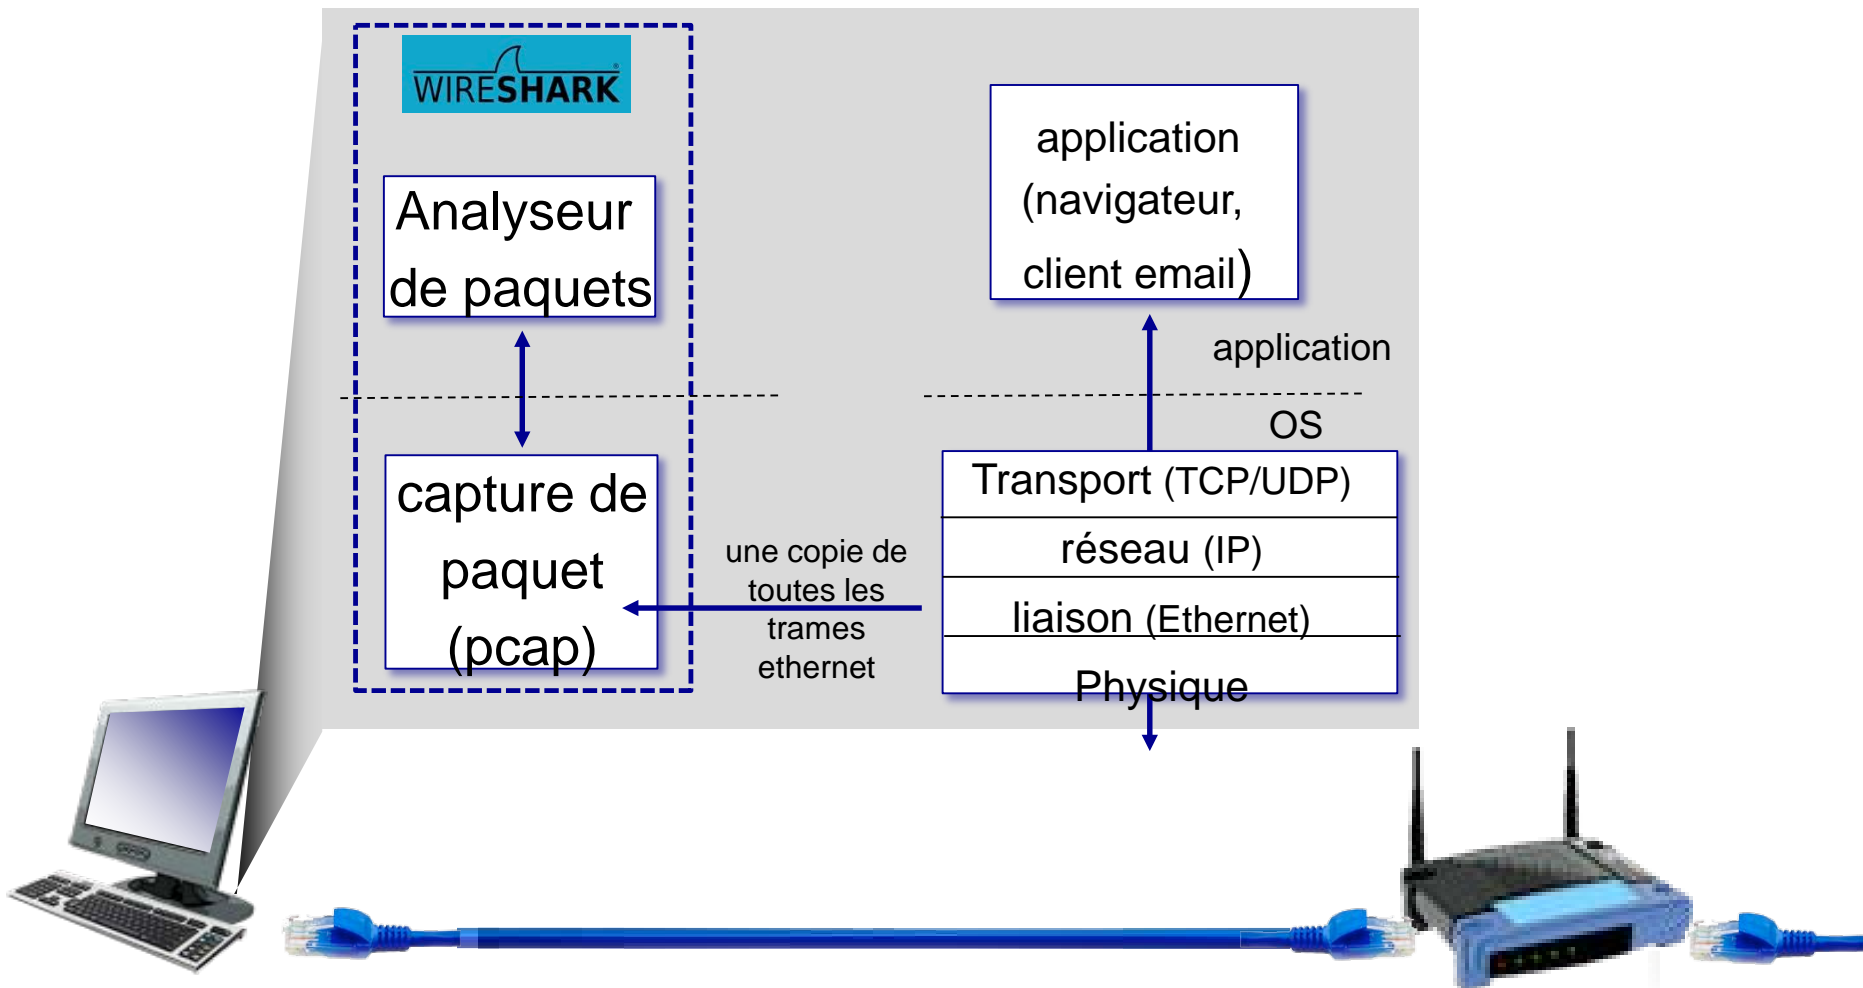 WIRESHARK
Analyseur
de paquets
capture de
paquet
(pcap)
une copie de
toutes les
trames
ethernet
application
(navigateur,
client email)
application
OS
Transport (TCP/UDP)
réseau (IP)
liaison (Ethernet)
Physique